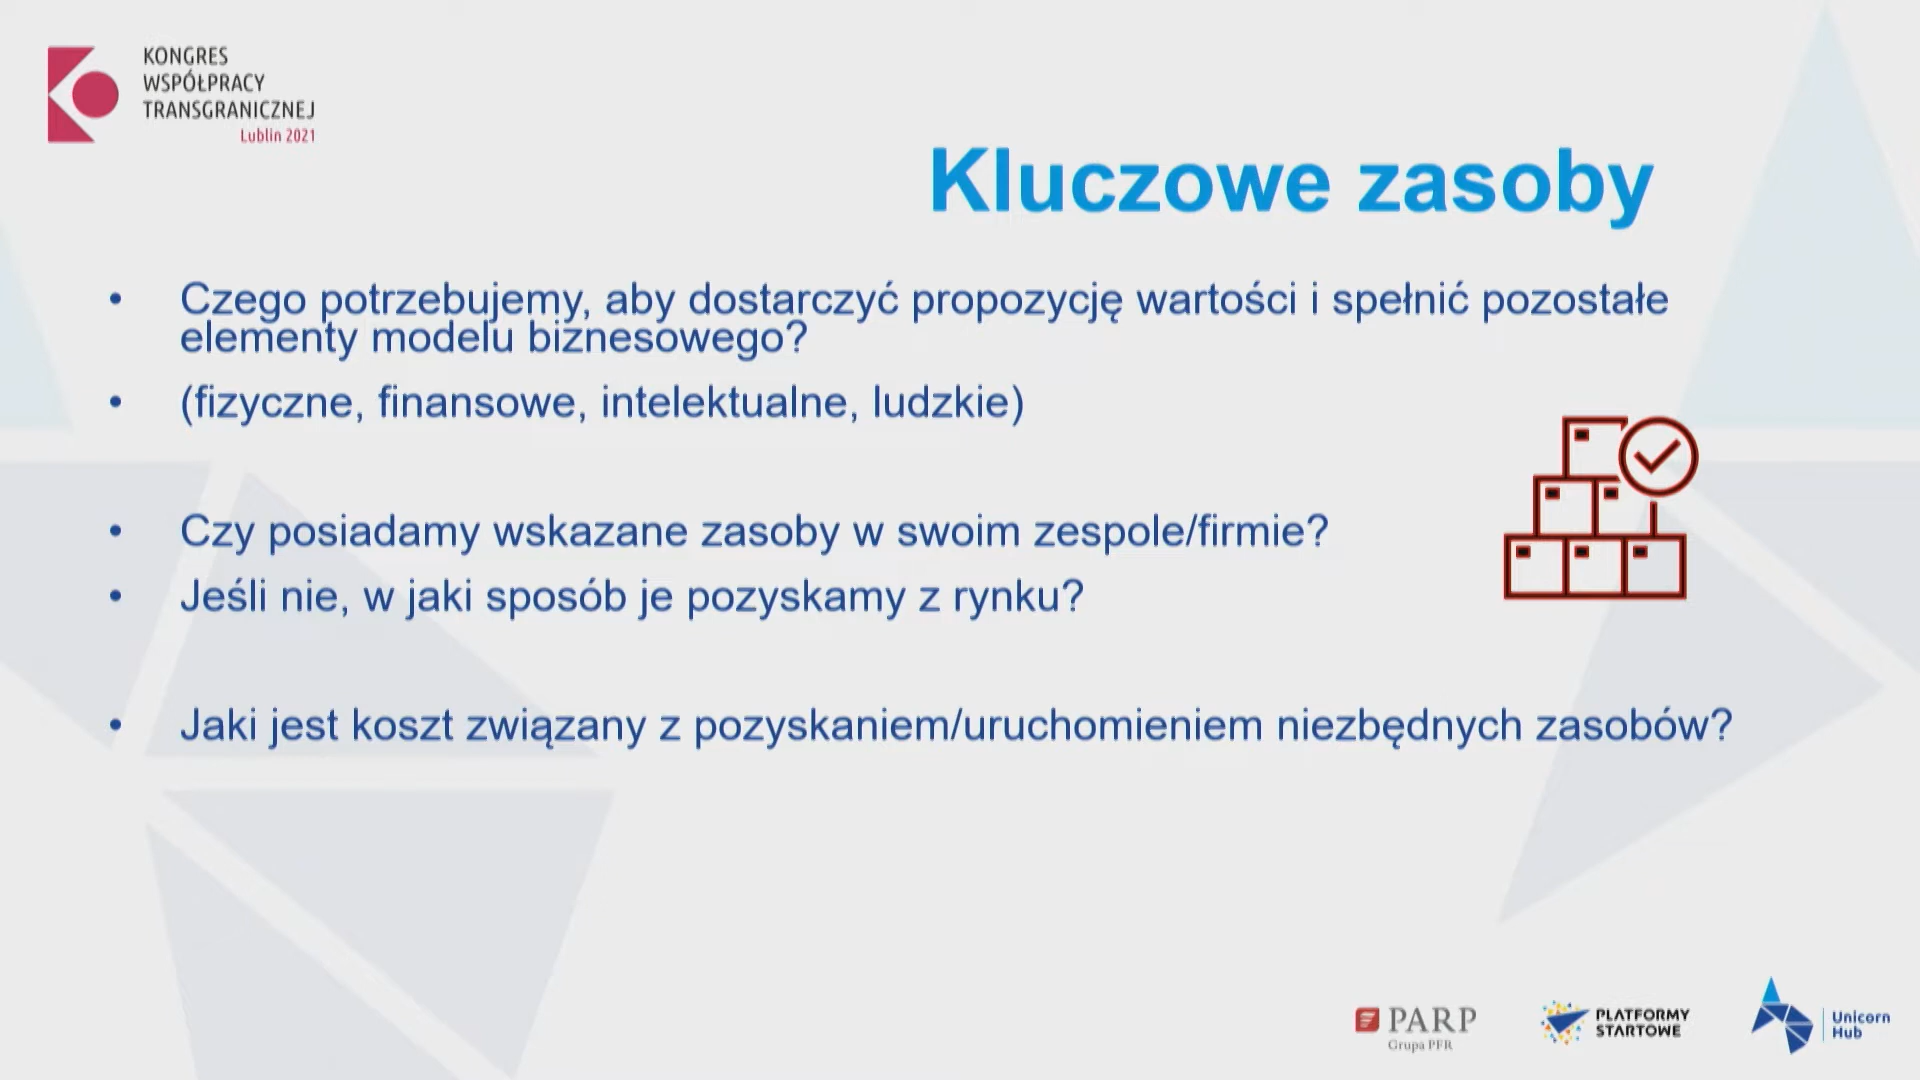 KONGRES
WSPÓŁPRACY
TRANSGRANICZNEJ
Lublin 2021
Kluczowe zasoby
• Czego potrzebujemy, aby dostarczyć propozycję wartości i spełnić pozostałe
elementy modelu biznesowego?
• (fizyczne, finansowe, intelektualne, ludzkie)
• Czy posiadamy wskazane zasoby w swoim zespole/firmie?
• Jeśli nie, w jaki sposób je pozyskamy z rynku?
• Jaki jest koszt związany z pozyskaniem/uruchomieniem niezbędnych zasobów?
PARP
Grupa PFR
PLATFORMY
STARTOWE
Unicorn
Hub